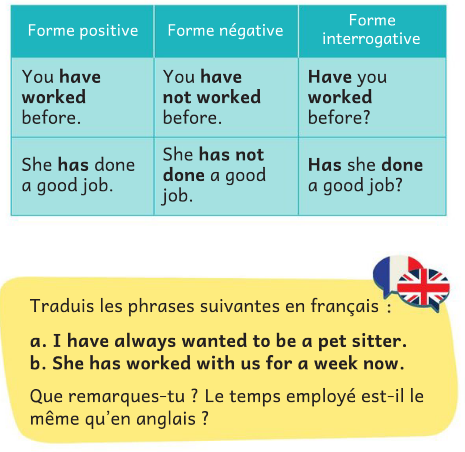 Forme positive
Forme négative
Forme
interrogative
You have
worked
before.
You have
not worked
before.
Have you
worked
before?
She has done
a good job.
She has not
done a good
job.
Has she done
a good job?
Traduis les phrases suivantes en français :
a. I have always wanted to be a pet sitter.
b. She has worked with us for a week now.
Que remarques-tu ? Le temps employé est-il le
même qu'en anglais ?